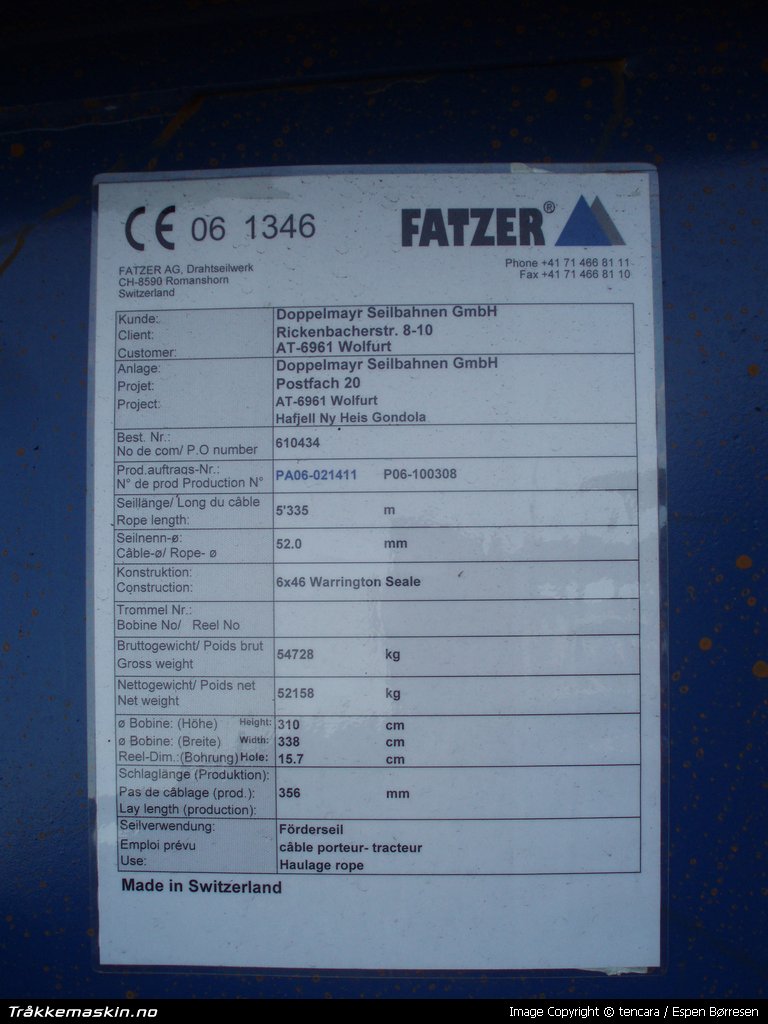 CE 06 1346
FATZER®
FATZER AG, Drahtseilwerk
CH-8590 Romanshorn
Switzerland
Phone +41 71 466 81 11
Fax +41 71 466 81 10
Kunde: Doppelmayr Seilbahnen GmbH
Client: Rickenbacherstr. 8-10
Customer: AT-6961 Wolfurt
Anlage: Doppelmayr Seilbahnen GmbH
Projet: Postfach 20
Project: AT-6961 Wolfurt
Hafjell Ny Heis Gondola
Best. Nr.:
No de com/ P.O number 610434
Prod.auftrags-Nr.:
N° de prod Production N° PA06-021411 P06-100308
Seillänge/ Long du câble
Rope length: 5'335 m
Seilnenn-ø:
Câble-ø/ Rope- ø 52.0 mm
Konstruktion:
Construction: 6x46 Warrington Seale
Trommel Nr.:
Bobine No/ Reel No
Bruttogewicht/ Poids brut
Gross weight 54728 kg
Nettogewicht/ Poids net
Net weight 52158 kg
ø Bobine: (Höhe) Height: 310 cm
ø Bobine: (Breite) Width: 338 cm
Reel-Dim.:(Bohrung) Hole: 15.7 cm
Schlaglänge (Produktion):
Pas de câblage (prod.): 356 mm
Lay length (production):
Seilverwendung: Förderseil
Emploi prévu câble porteur- tracteur
Use: Haulage rope
Made in Switzerland
Tråkkemaskin.no
Image Copyright © tencara / Espen Børresen